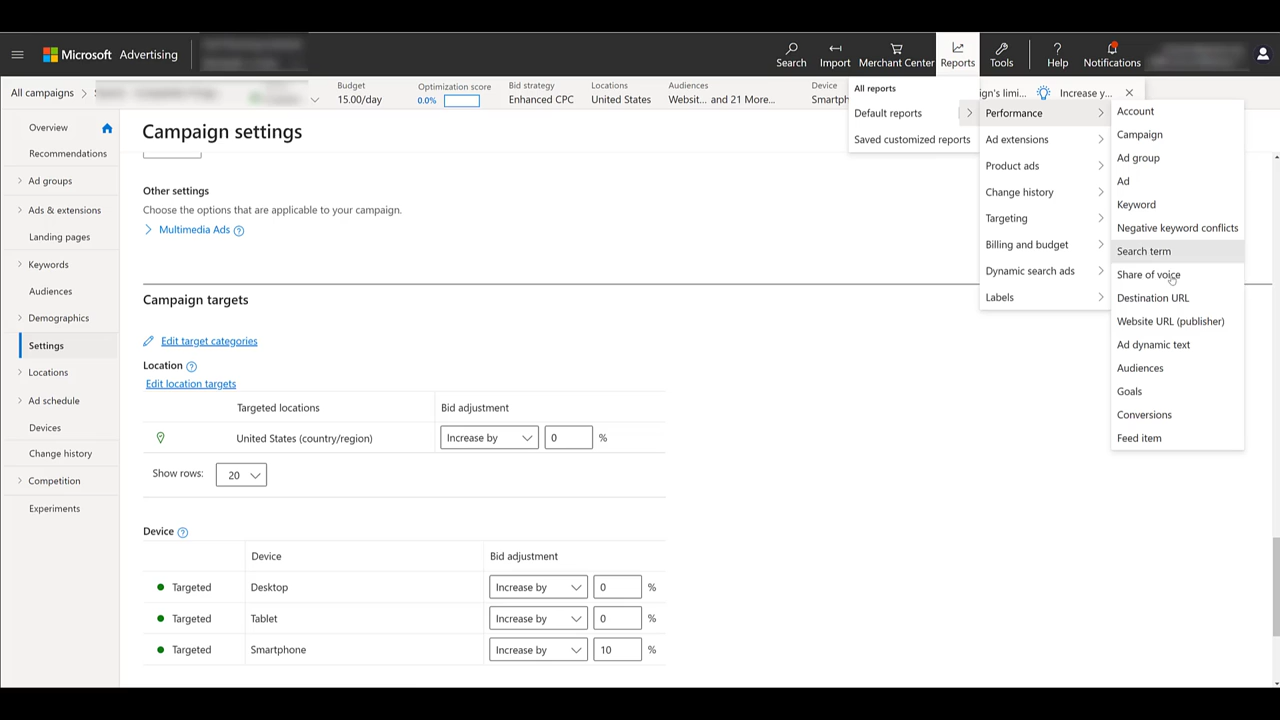 Microsoft Advertising
Search
Import
Merchant Center
Reports
Tools
Help
Notifications
All campaigns
Budget
15.00/day
Optimization score
0.0%
Bid strategy
Enhanced CPC
Locations
United States
Audiences
Websit... and 21 More...
Device
Smartph
ign's limi...
Increase y...
All reports
Default reports
Saved customized reports
Performance
Ad extensions
Product ads
Change history
Targeting
Billing and budget
Dynamic search ads
Labels
Account
Campaign
Ad group
Ad
Keyword
Negative keyword conflicts
Search term
Share of voice
Destination URL
Website URL (publisher)
Ad dynamic text
Audiences
Goals
Conversions
Feed item
Overview
Recommendations
Ad groups
Ads & extensions
Landing pages
Keywords
Audiences
Demographics
Settings
Locations
Ad schedule
Devices
Change history
Competition
Experiments
Campaign settings
Other settings
Choose the options that are applicable to your campaign.
Multimedia Ads
Campaign targets
Edit target categories
Location
Edit location targets
Targeted locations
Bid adjustment
United States (country/region)
Increase by
0
%
Show rows:
20
Device
Device
Bid adjustment
Targeted
Desktop
Increase by
0
%
Targeted
Tablet
Increase by
0
%
Targeted
Smartphone
Increase by
10
%